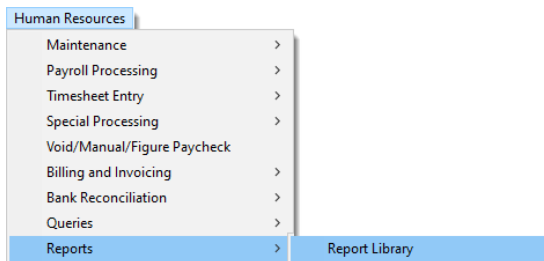 Human Resources
Maintenance
Payroll Processing
Timesheet Entry
Special Processing
Void/Manual/Figure Paycheck
Billing and Invoicing
Bank Reconciliation
Queries
Reports
Report Library